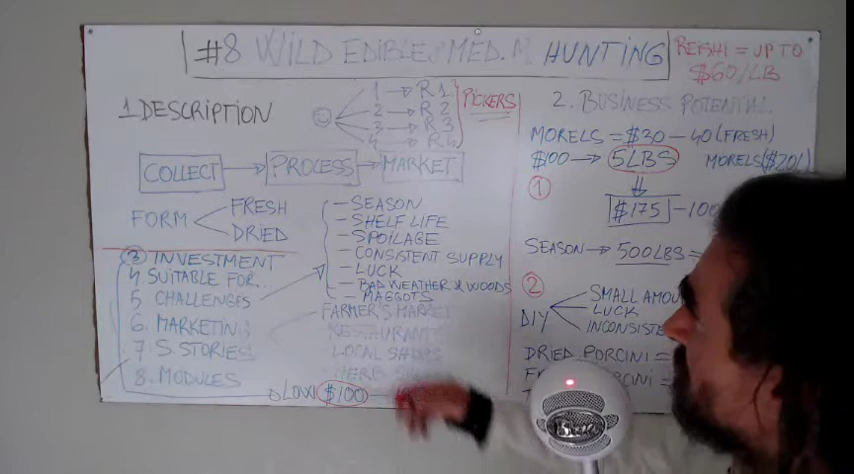 #8 WILD EDIBLE & MED. M. HUNTING
REISHI = UP TO
$60/LB
1. DESCRIPTION
1 → R1
2 → R2
3 → R3
4 → R4
PICKERS
COLLECT → PROCESS → MARKET
FORM
FRESH
DRIED
3 INVESTMENT
4 SUITABLE FOR...
5 CHALLENGES
6. MARKETING
7 S. STORIES
8. MODULES
- SEASON
- SHELF LIFE
- SPOILAGE
- CONSISTENT SUPPLY
- LUCK
- BAD WEATHER & WOODS
- MAGGOTS
FARMER'S MARKET
RESTAURANT
LOCAL SHOPS
HERB
LOW $100
2. BUSINESS POTENTIAL
MORELS = $30 - 40 (FRESH)
$100 → 5LBS MORELS ($20/
1
$175 - 100
SEASON → 500LBS =
2
DIY
SMALL AMOU
LUCK
INCONSISTE
DRIED PORCINI =
PORCINI =
Blue